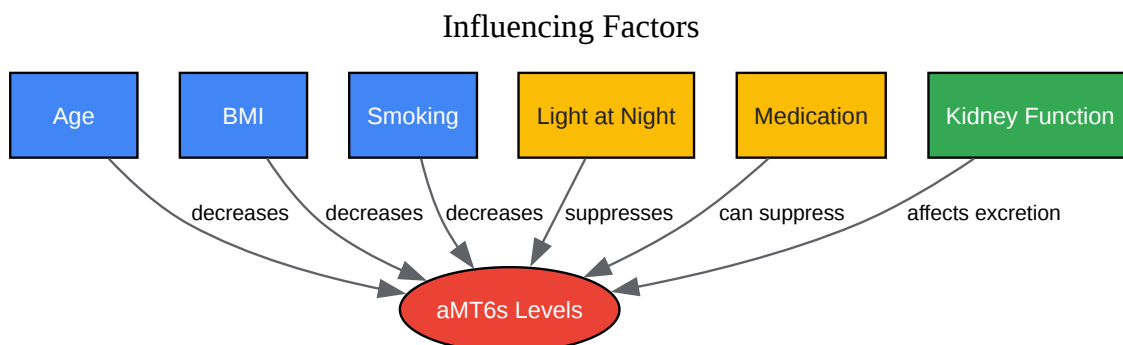 Influencing Factors
Age
BMI
Smoking
Light at Night
Medication
Kidney Function
decreases
decreases
decreases
suppresses
can suppress
affects excretion
aMT6s Levels